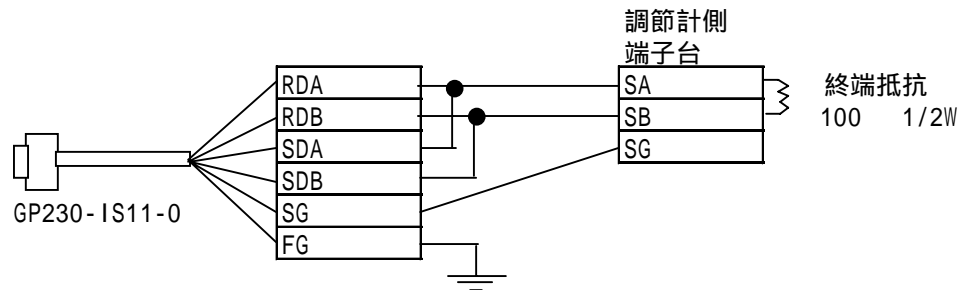 調節計側
端子台
RDA
RDB
SDA
SDB
SG
FG
SA
SB
SG
終端抵抗
100 1/2W
GP230-IS11-0